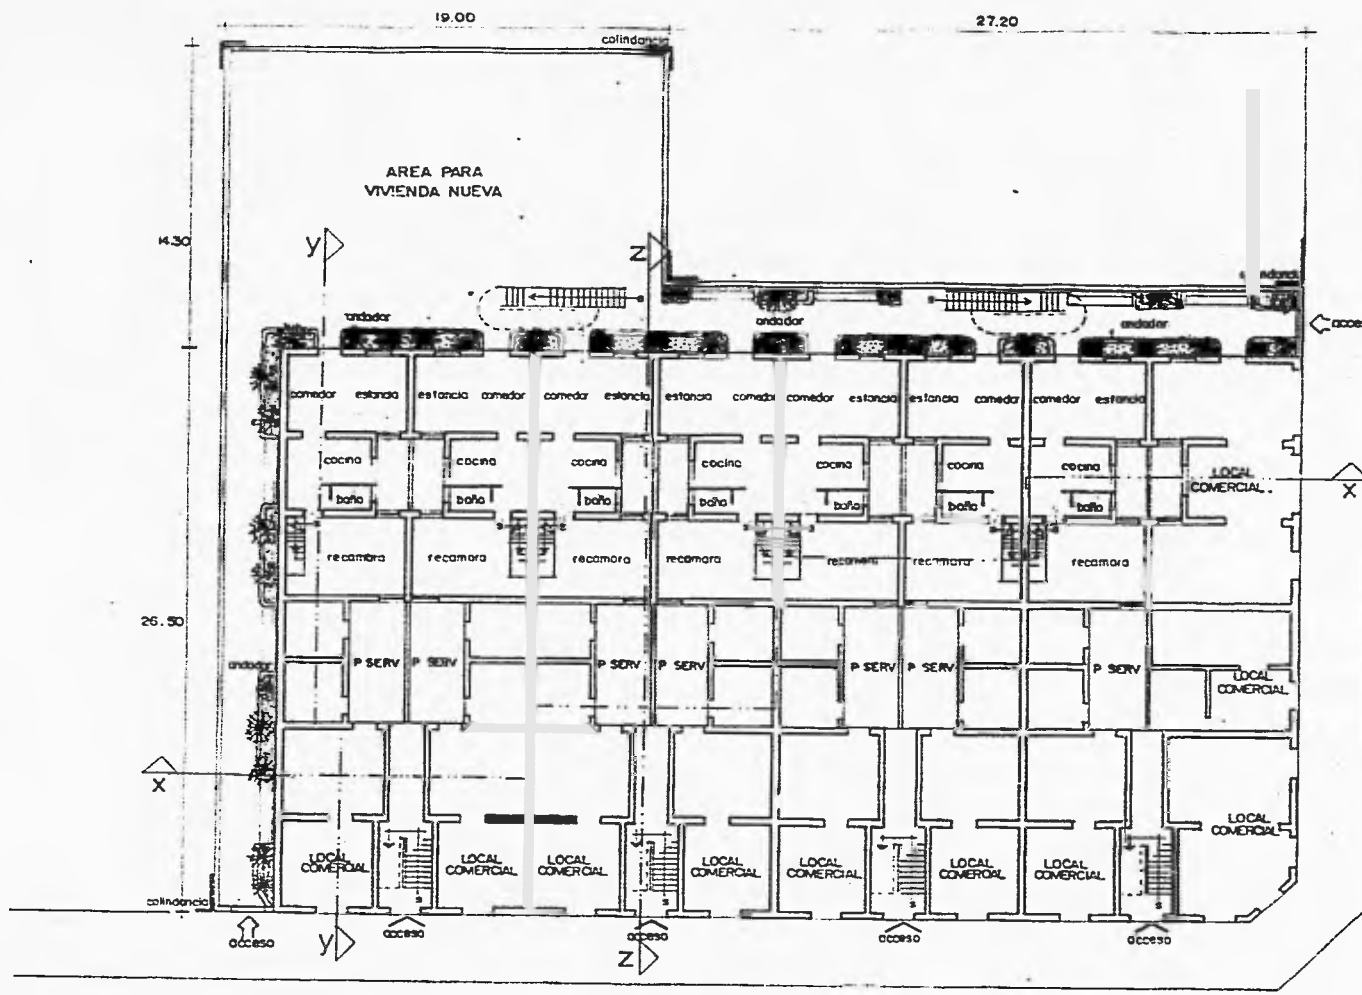 19.00
27.20
colindancia
AREA PARA
VIVIENDA NUEVA
14.30
y
z
andador
andador
andador
comedor estancia estancia comedor comedor estancia estancia comedor comedor estancia estancia comedor comedor estancia
cocina cocina cocina cocina cocina cocina cocina
LOCAL
COMERCIAL
x
baño baño baño baño baño baño baño
recamara recamara recamara recamara recamara recamara recamara
26.50
andador
P SERV P SERV P SERV P SERV P SERV P SERV P SERV
LOCAL
COMERCIAL
x
LOCAL
COMERCIAL
LOCAL
COMERCIAL
LOCAL
COMERCIAL
LOCAL
COMERCIAL
LOCAL
COMERCIAL
LOCAL
COMERCIAL
LOCAL
COMERCIAL
LOCAL
COMERCIAL
colindancia
acceso
y
acceso
z
acceso
acceso
acceso